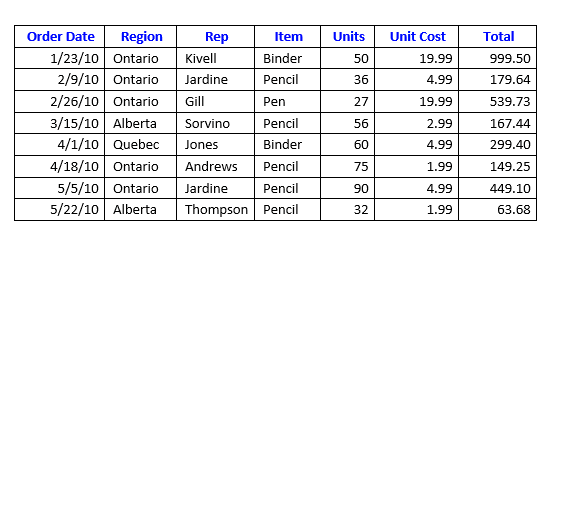 Order Date Region Rep Item Units Unit Cost Total
1/23/10 Ontario Kivell Binder 50 19.99 999.50
2/9/10 Ontario Jardine Pencil 36 4.99 179.64
2/26/10 Ontario Gill Pen 27 19.99 539.73
3/15/10 Alberta Sorvino Pencil 56 2.99 167.44
4/1/10 Quebec Jones Binder 60 4.99 299.40
4/18/10 Ontario Andrews Pencil 75 1.99 149.25
5/5/10 Ontario Jardine Pencil 90 4.99 449.10
5/22/10 Alberta Thompson Pencil 32 1.99 63.68